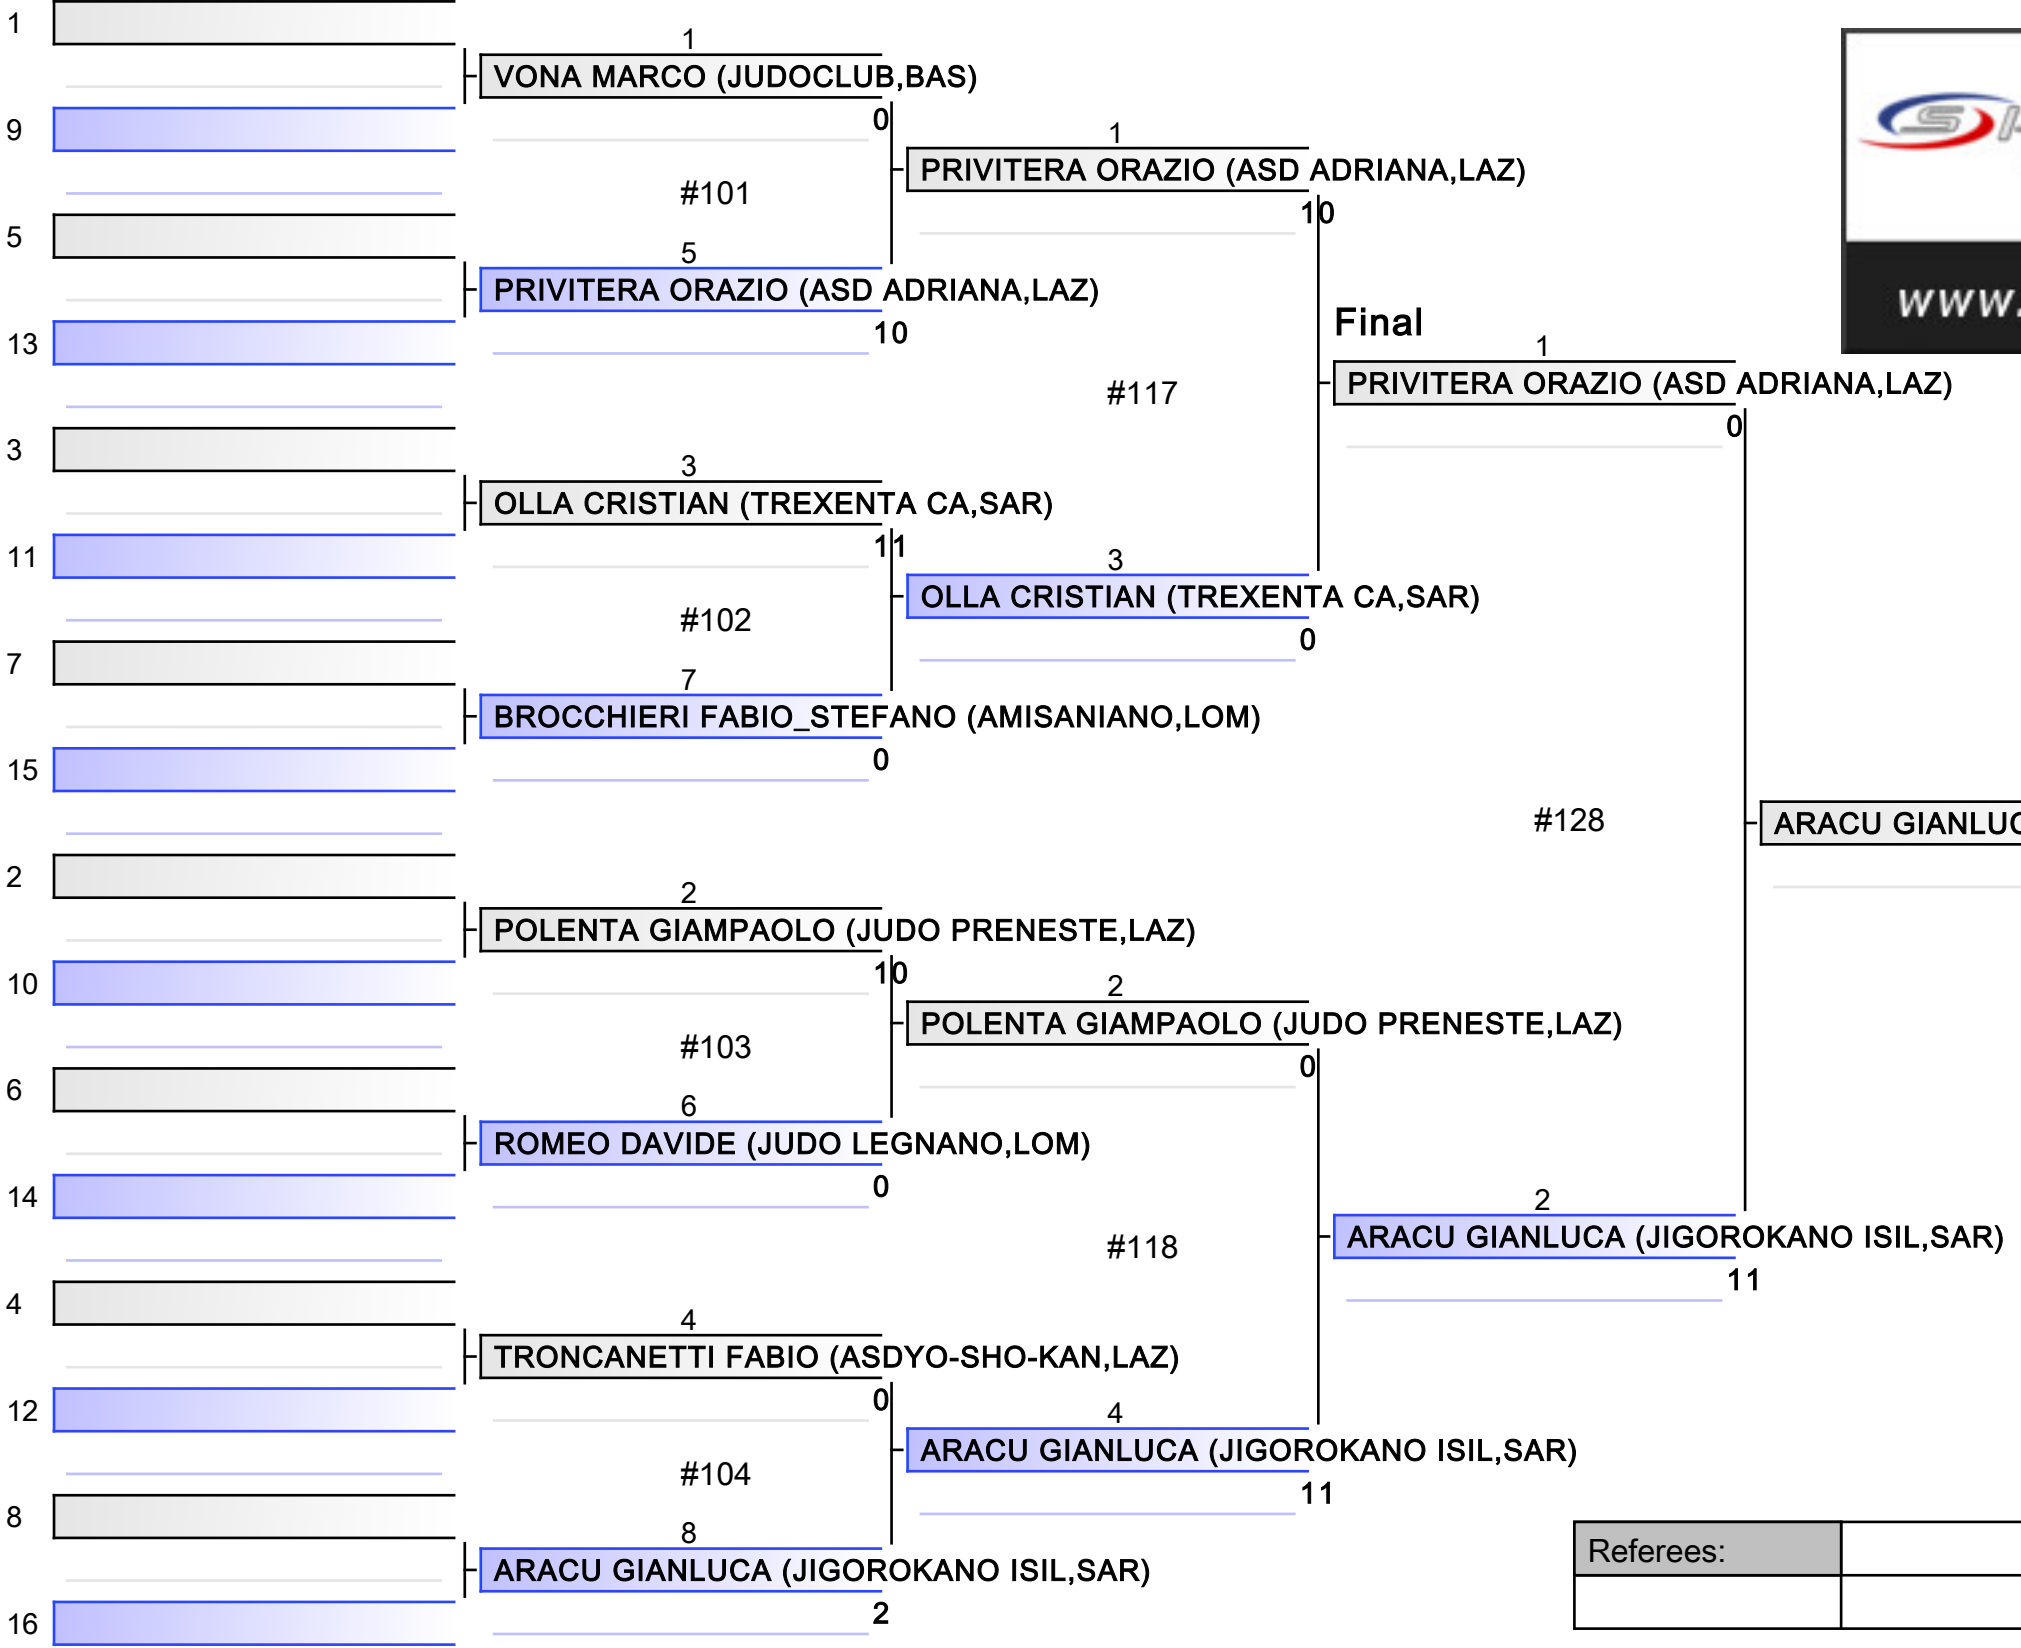 1
9
5
13
3
11
7
15
2
10
6
14
4
12
8
16
1
VONA MARCO (JUDOCLUB,BAS)
0
#101
5
PRIVITERA ORAZIO (ASD ADRIANA,LAZ)
10
3
OLLA CRISTIAN (TREXENTA CA,SAR)
11
#102
7
BROCCHIERI FABIO_STEFANO (AMISANIANO,LOM)
0
2
POLENTA GIAMPAOLO (JUDO PRENESTE,LAZ)
10
#103
6
ROMEO DAVIDE (JUDO LEGNANO,LOM)
0
4
TRONCANETTI FABIO (ASDYO-SHO-KAN,LAZ)
0
#104
8
ARACU GIANLUCA (JIGOROKANO ISIL,SAR)
2
1
PRIVITERA ORAZIO (ASD ADRIANA,LAZ)
10
#117
3
OLLA CRISTIAN (TREXENTA CA,SAR)
0
2
POLENTA GIAMPAOLO (JUDO PRENESTE,LAZ)
0
#118
4
ARACU GIANLUCA (JIGOROKANO ISIL,SAR)
11
Final
1
PRIVITERA ORAZIO (ASD ADRIANA,LAZ)
0
#128
2
ARACU GIANLUCA (JIGOROKANO ISIL,SAR)
11
ARACU GIANLUC
www.
Referees: